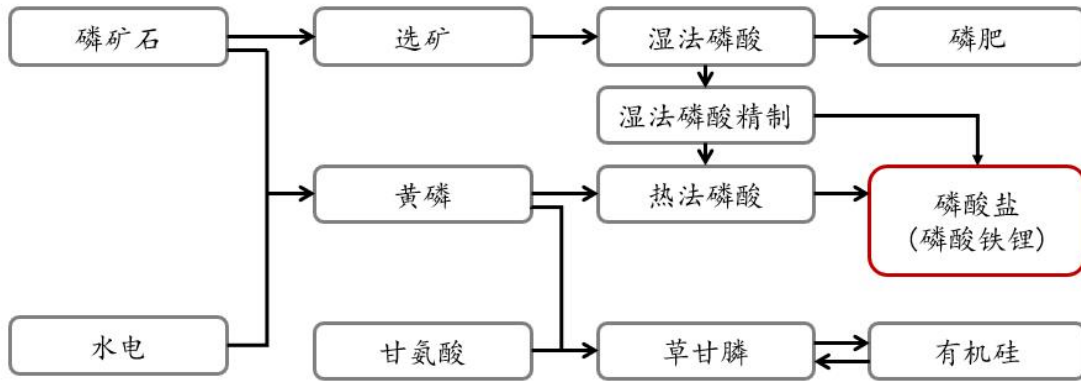 磷矿石
选矿
湿法磷酸
磷肥
湿法磷酸精制
黄磷
热法磷酸
磷酸盐
(磷酸铁锂)
水电
甘氨酸
草甘膦
有机硅